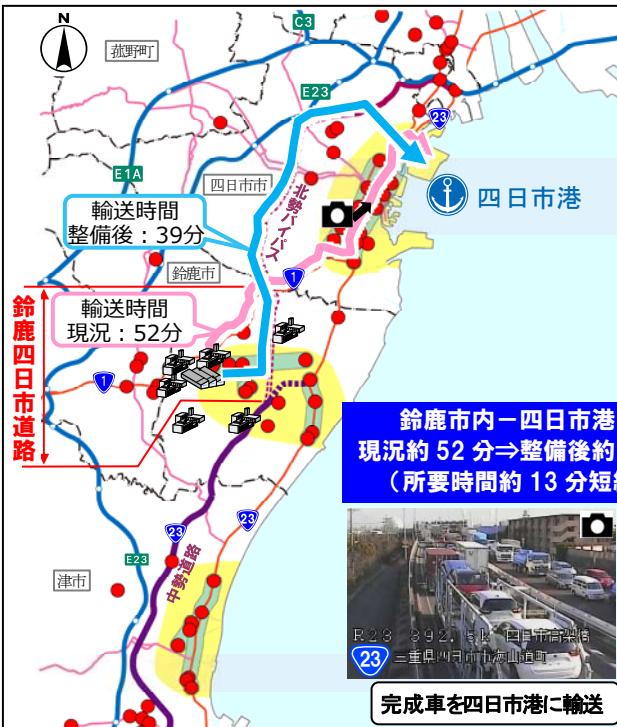 N
菰野町
C3
E23
23
E1A
四日市市
北勢バイパス
四日市港
輸送時間
整備後：39分
鈴鹿市
1
輸送時間
現況：52分
鈴鹿四日市道路
1
鈴鹿市内ー四日市港
現況約 52 分⇒整備後約
（所要時間約 13 分短
23
23
E23
中勢道路
津市
R23 392.5k 四日市高架橋
23
三重県四日市市海山道町
完成車を四日市港に輸送